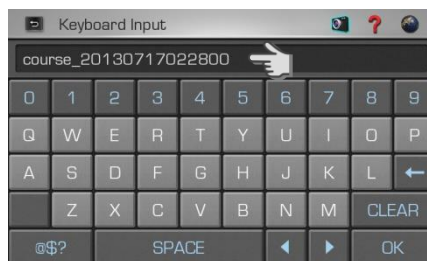 Keyboard Input
?
course_20130717022800
0 1 2 3 4 5 6 7 8 9
Q W E R T Y U I O P
A S D F G H J K L ←
Z X C V B N M CLEAR
@$? SPACE ◀ ▶ OK